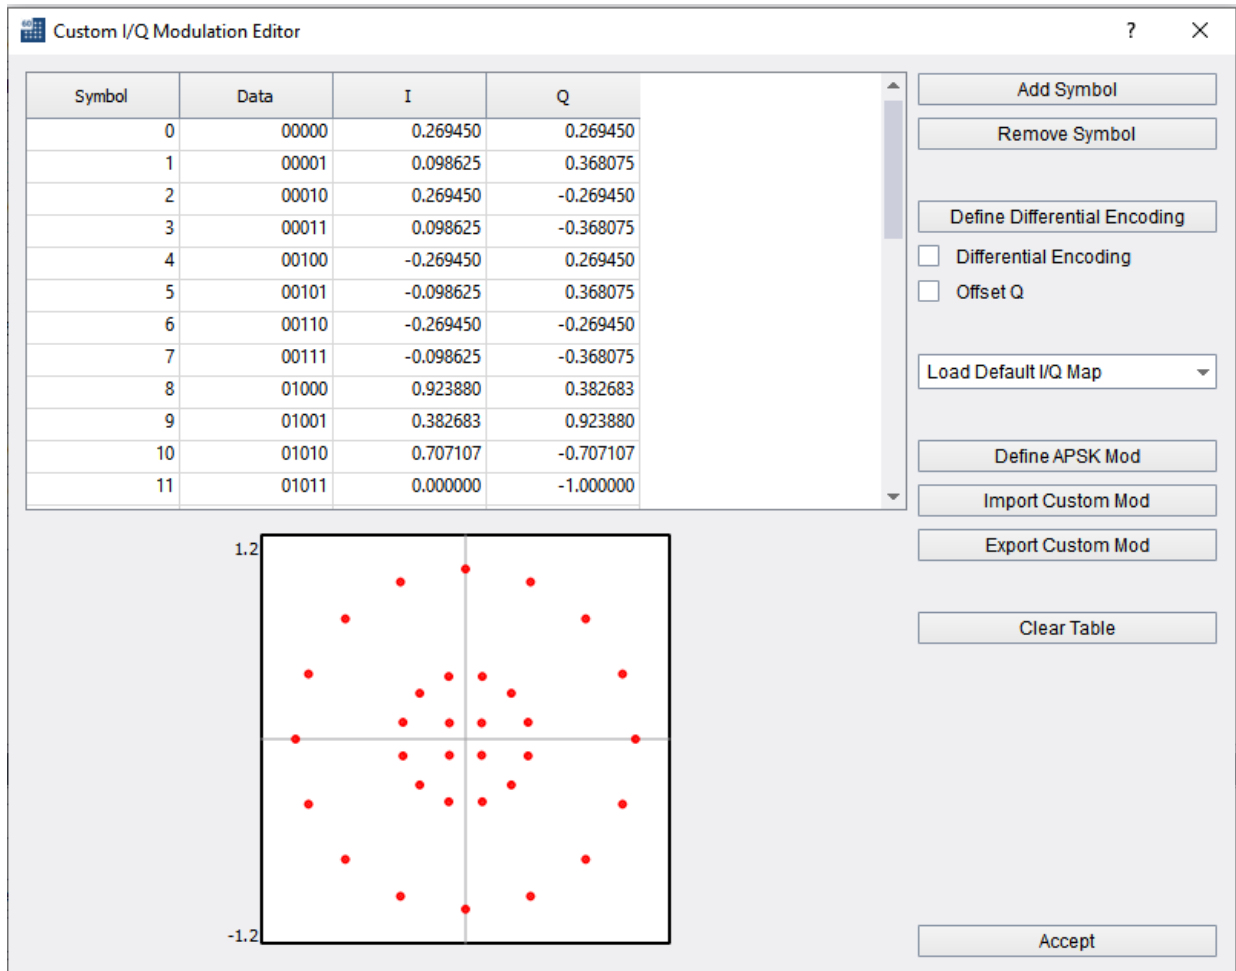 Custom I/Q Modulation Editor ?
Symbol Data I Q
0 00000 0.269450 0.269450
1 00001 0.098625 0.368075
2 00010 0.269450 -0.269450
3 00011 0.098625 -0.368075
4 00100 -0.269450 0.269450
5 00101 -0.098625 0.368075
6 00110 -0.269450 -0.269450
7 00111 -0.098625 -0.368075
8 01000 0.923880 0.382683
9 01001 0.382683 0.923880
10 01010 0.707107 -0.707107
11 01011 0.000000 -1.000000
Add Symbol
Remove Symbol
Define Differential Encoding
Differential Encoding
Offset Q
Load Default I/Q Map
Define APSK Mod
Import Custom Mod
Export Custom Mod
Clear Table
1.2
-1.2
Accept